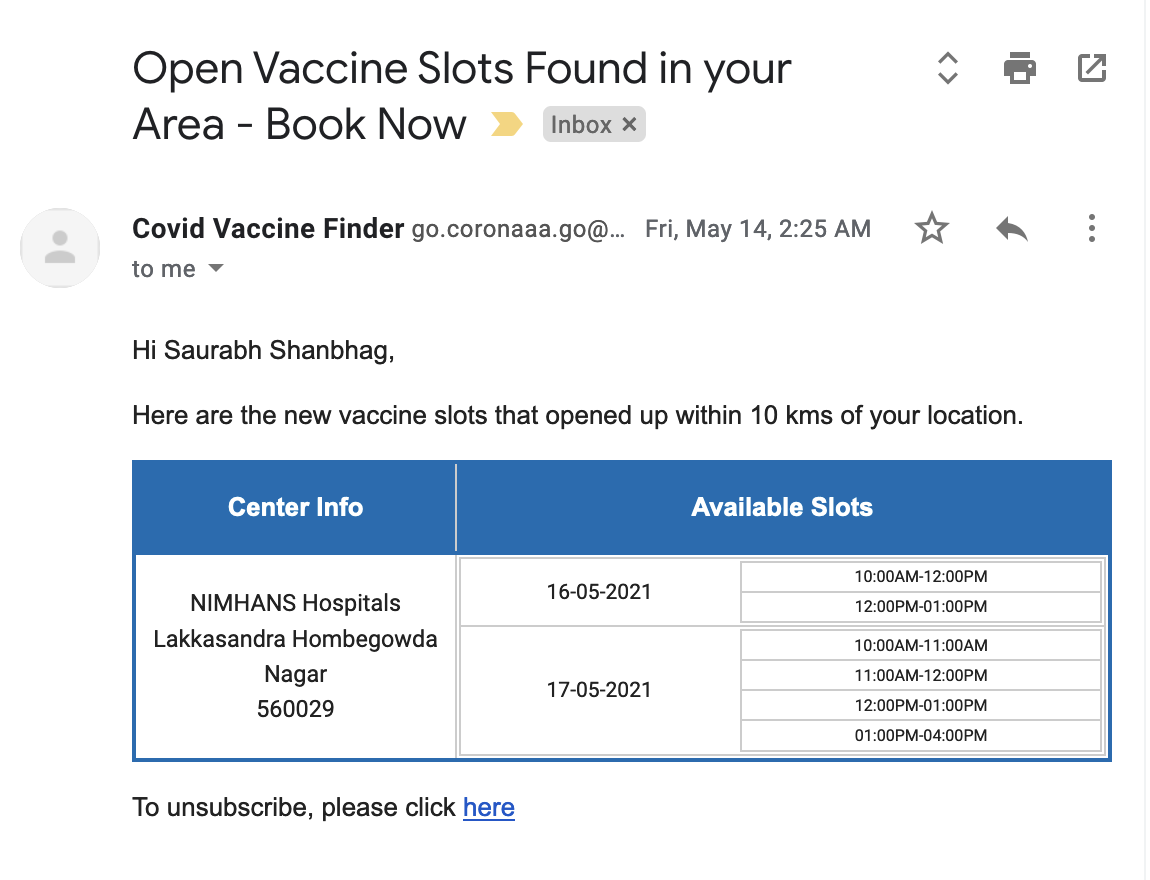 Open Vaccine Slots Found in your
Area - Book Now Inbox ×
Covid Vaccine Finder go.coronaaa.go@... Fri, May 14, 2:25 AM
to me
Hi Saurabh Shanbhag,
Here are the new vaccine slots that opened up within 10 kms of your location.
Center Info Available Slots
NIMHANS Hospitals
Lakkasandra Hombegowda
Nagar
560029
16-05-2021
10:00AM-12:00PM
12:00PM-01:00PM
17-05-2021
10:00AM-11:00AM
11:00AM-12:00PM
12:00PM-01:00PM
01:00PM-04:00PM
To unsubscribe, please click here